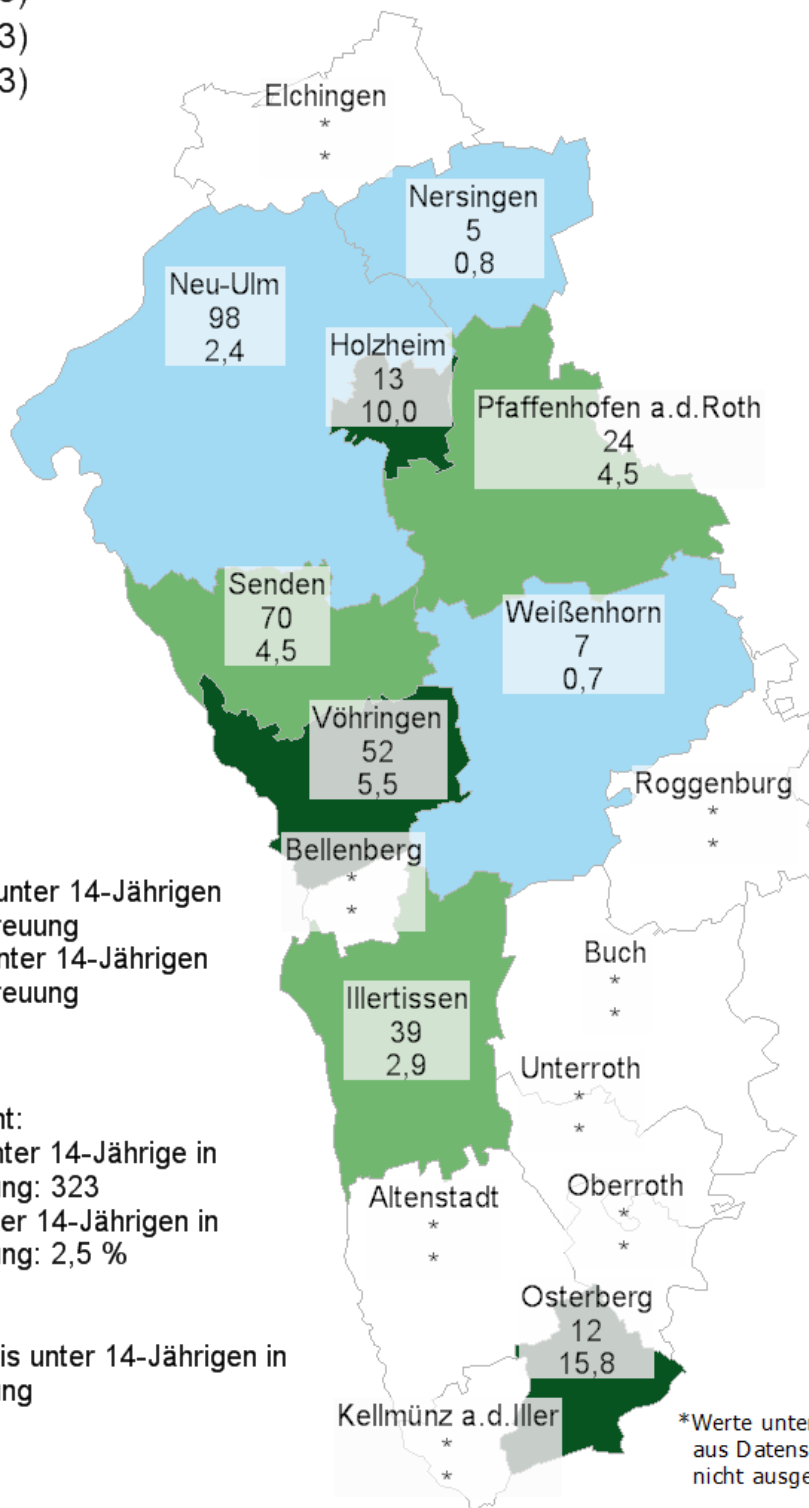 3)
3)
3)
Elchingen
*
*
Nersingen
5
0,8
Neu-Ulm
98
2,4
Holzheim
13
10,0
Pfaffenhofen a.d.Roth
24
4,5
Senden
70
4,5
Weißenhorn
7
0,7
Vöhringen
52
5,5
Roggenburg
*
*
Bellenberg
*
*
unter 14-Jährigen
reuung
nter 14-Jährigen
reuung
Buch
*
*
Illertissen
39
2,9
Unterroth
*
*
nt:
nter 14-Jährige in
ung: 323
er 14-Jährigen in
ung: 2,5 %
Altenstadt
*
*
Oberroth
*
*
Osterberg
12
15,8
is unter 14-Jährigen in
ung
Kellmünz a.d.Iller
*
*
*Werte unter
aus Datens
nicht ausge